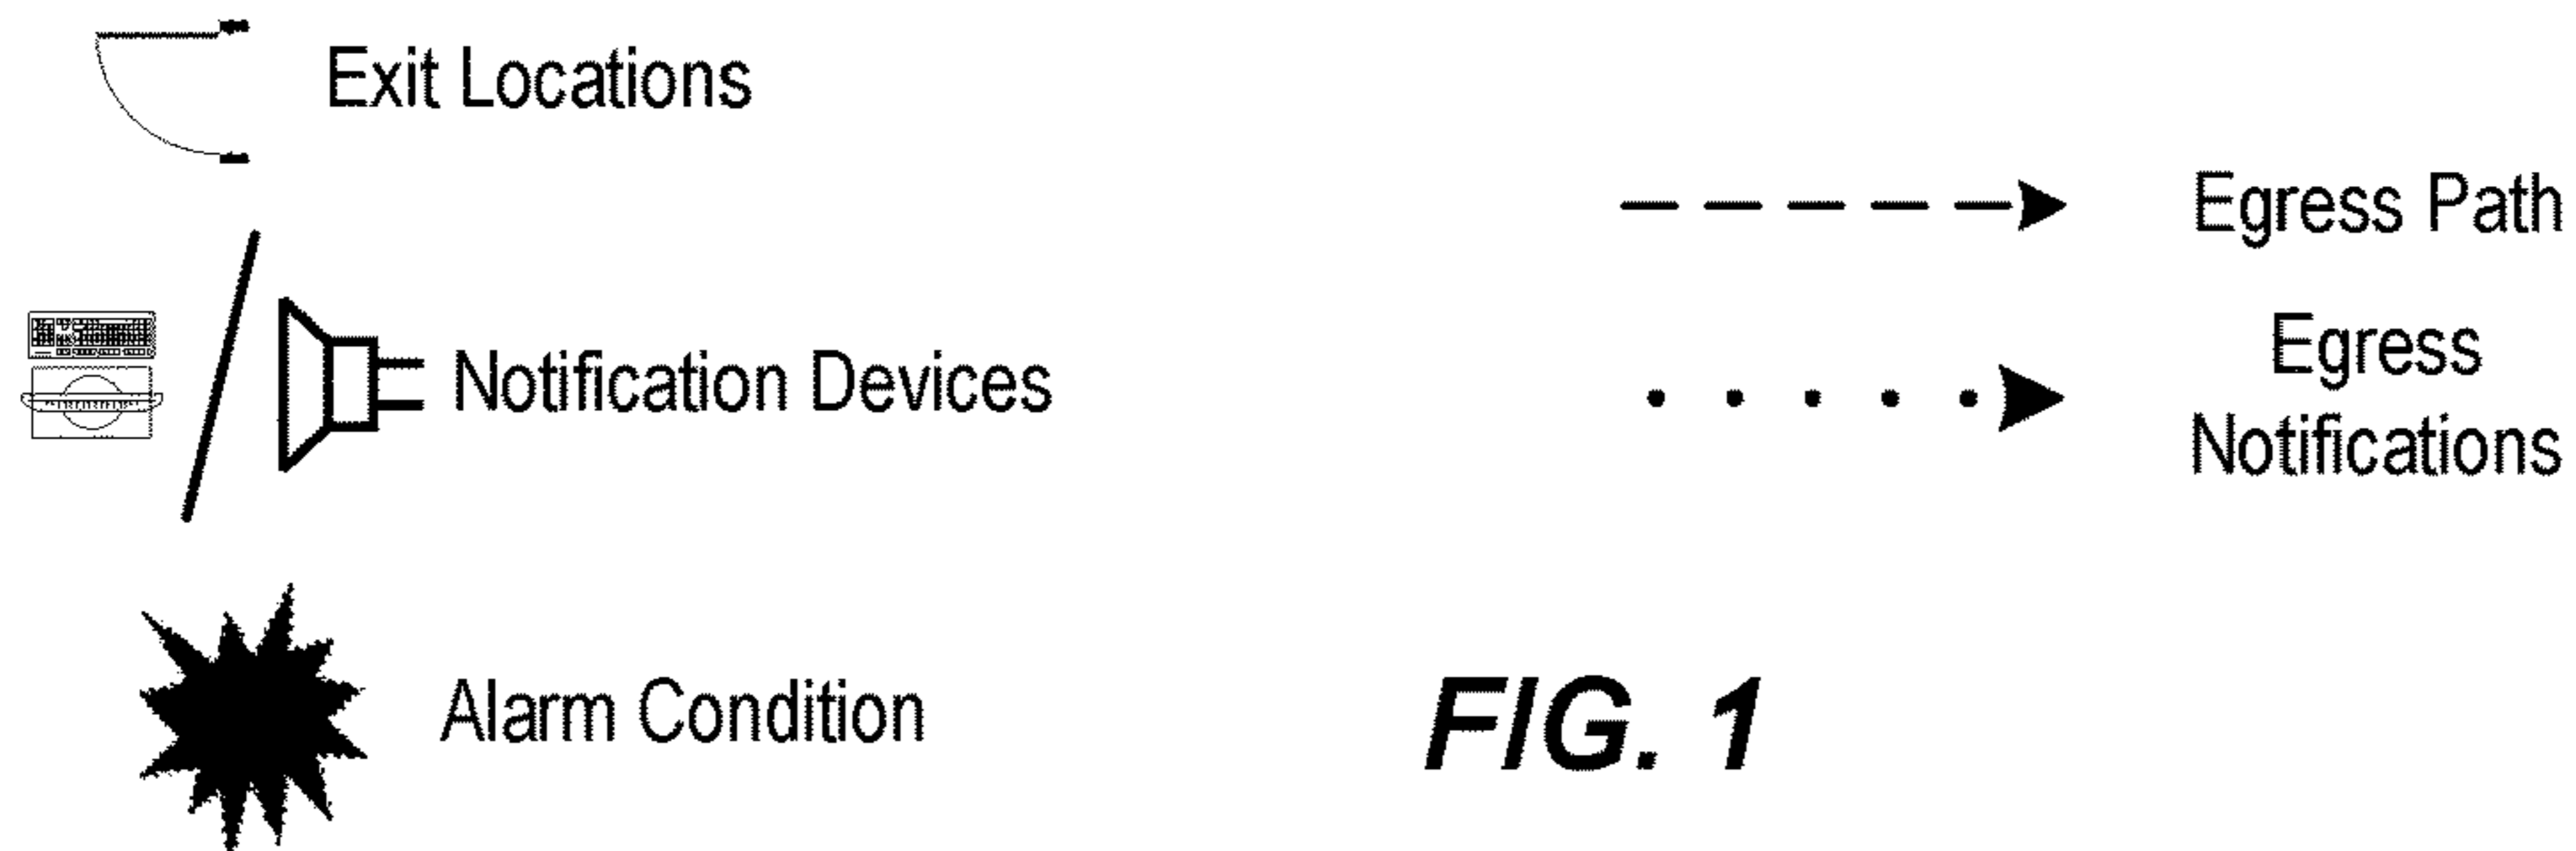 Exit Locations
Egress Path
Notification Devices
Egress
Notifications
Alarm Condition
FIG. 1